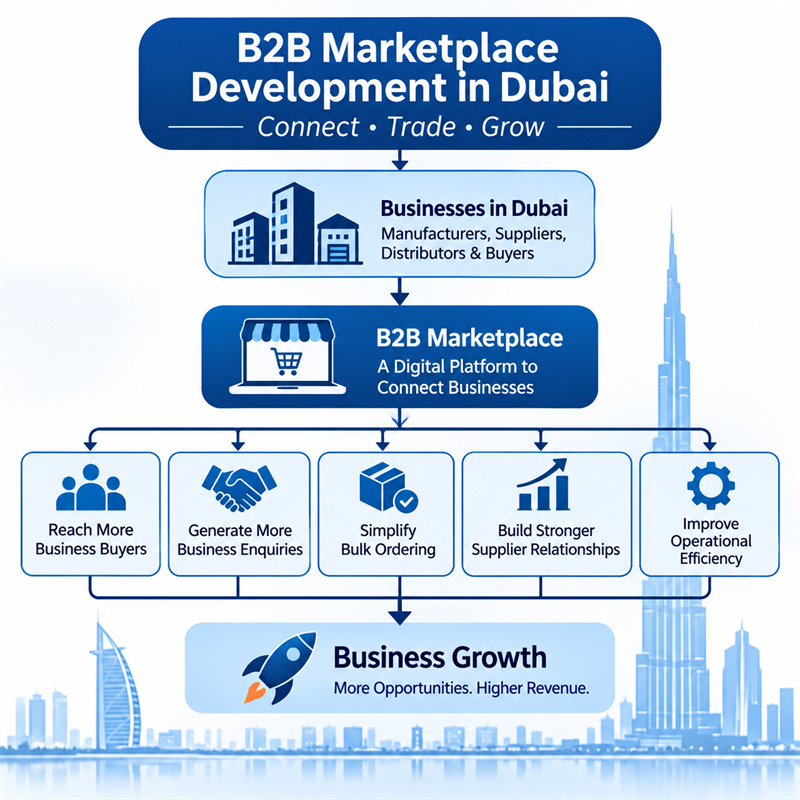 B2B Marketplace
Development in Dubai
Connect • Trade • Grow
Businesses in Dubai
Manufacturers, Suppliers,
Distributors & Buyers
B2B Marketplace
A Digital Platform to
Connect Businesses
Reach More
Business Buyers
Generate More
Business Enquiries
Simplify
Bulk Ordering
Build Stronger
Supplier Relationships
Improve
Operational
Efficiency
Business Growth
More Opportunities. Higher Revenue.